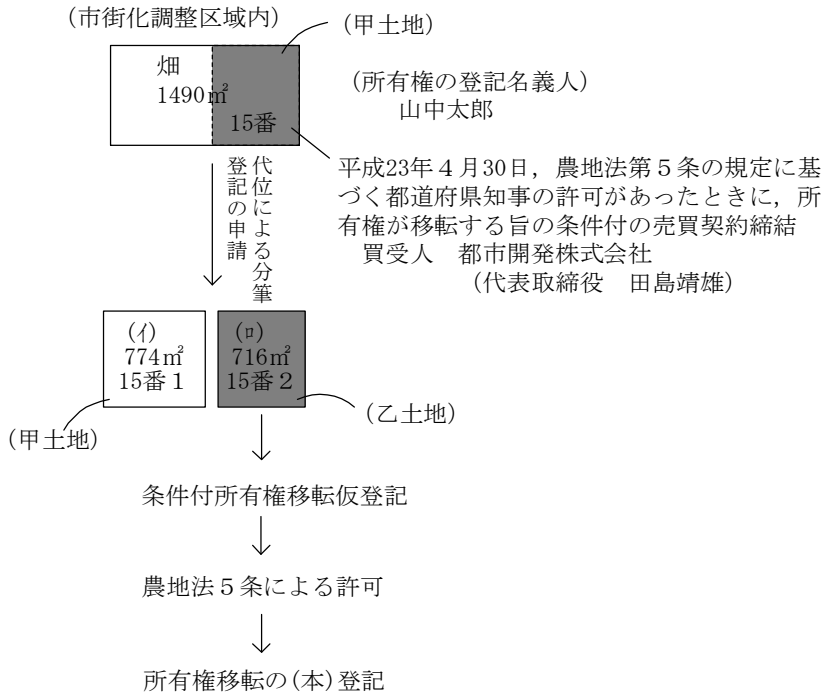 (市街化調整区域内)
(甲土地)
畑
1490㎡
15番
(所有権の登記名義人)
山中太郎
平成23年4月30日，農地法第5条の規定に基
づく都道府県知事の許可があったときに，所
有権が移転する旨の条件付の売買契約締結
買受人　都市開発株式会社
(代表取締役　田島靖雄)
代位による分筆
登記の申請
(ｲ)
774㎡
15番1
(ﾛ)
716㎡
15番2
(甲土地)
(乙土地)
条件付所有権移転仮登記
農地法5条による許可
所有権移転の(本)登記